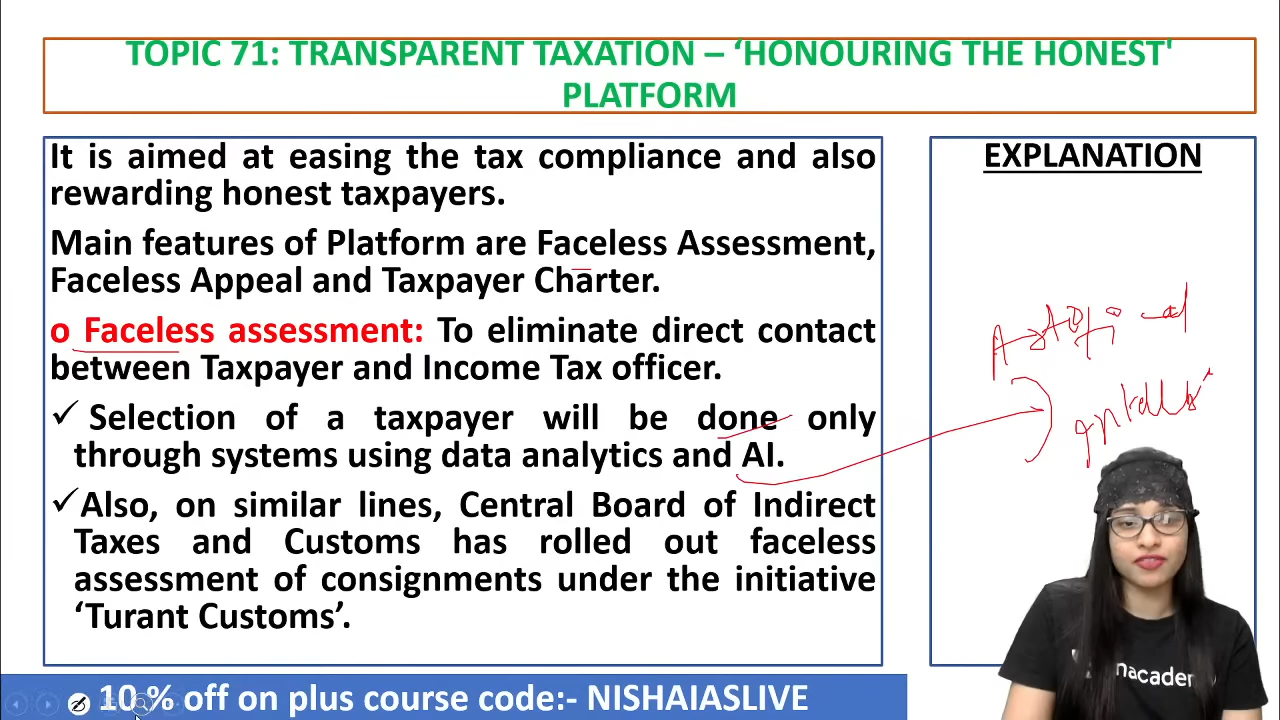 TOPIC 71: TRANSPARENT TAXATION – ‘HONOURING THE HONEST'
PLATFORM
It is aimed at easing the tax compliance and also
rewarding honest taxpayers.
Main features of Platform are Faceless Assessment,
Faceless Appeal and Taxpayer Charter.
o Faceless assessment: To eliminate direct contact
between Taxpayer and Income Tax officer.
✓ Selection of a taxpayer will be done only
through systems using data analytics and AI.
✓Also, on similar lines, Central Board of Indirect
Taxes and Customs has rolled out faceless
assessment of consignments under the initiative
‘Turant Customs’.
EXPLANATION
10 % off on plus course code:- NISHAIASLIVE